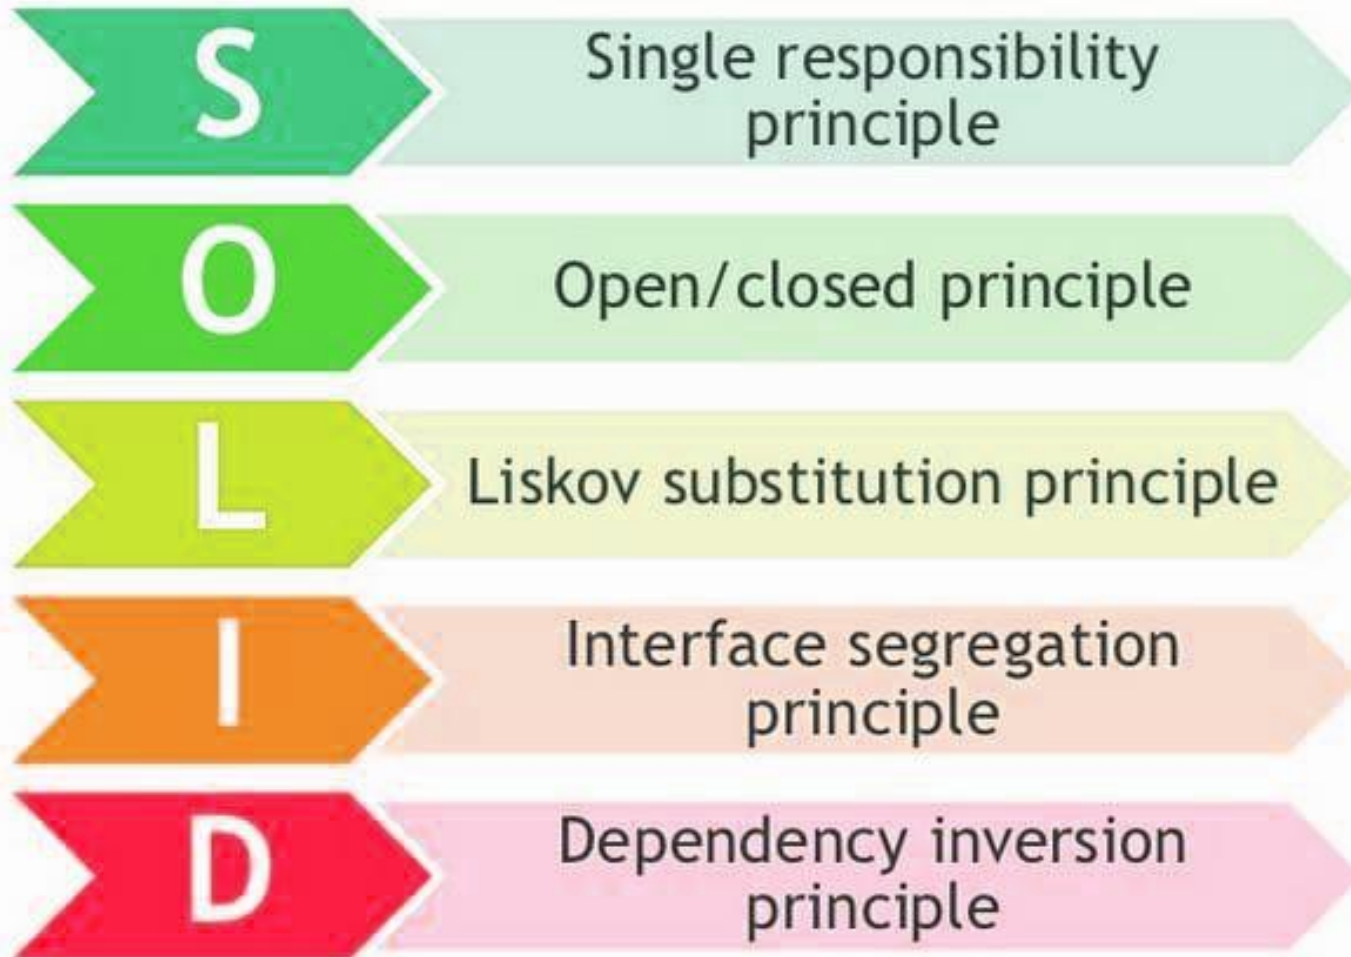 S
Single responsibility
principle
O
Open/closed principle
L
Liskov substitution principle
I
Interface segregation
principle
D
Dependency inversion
principle